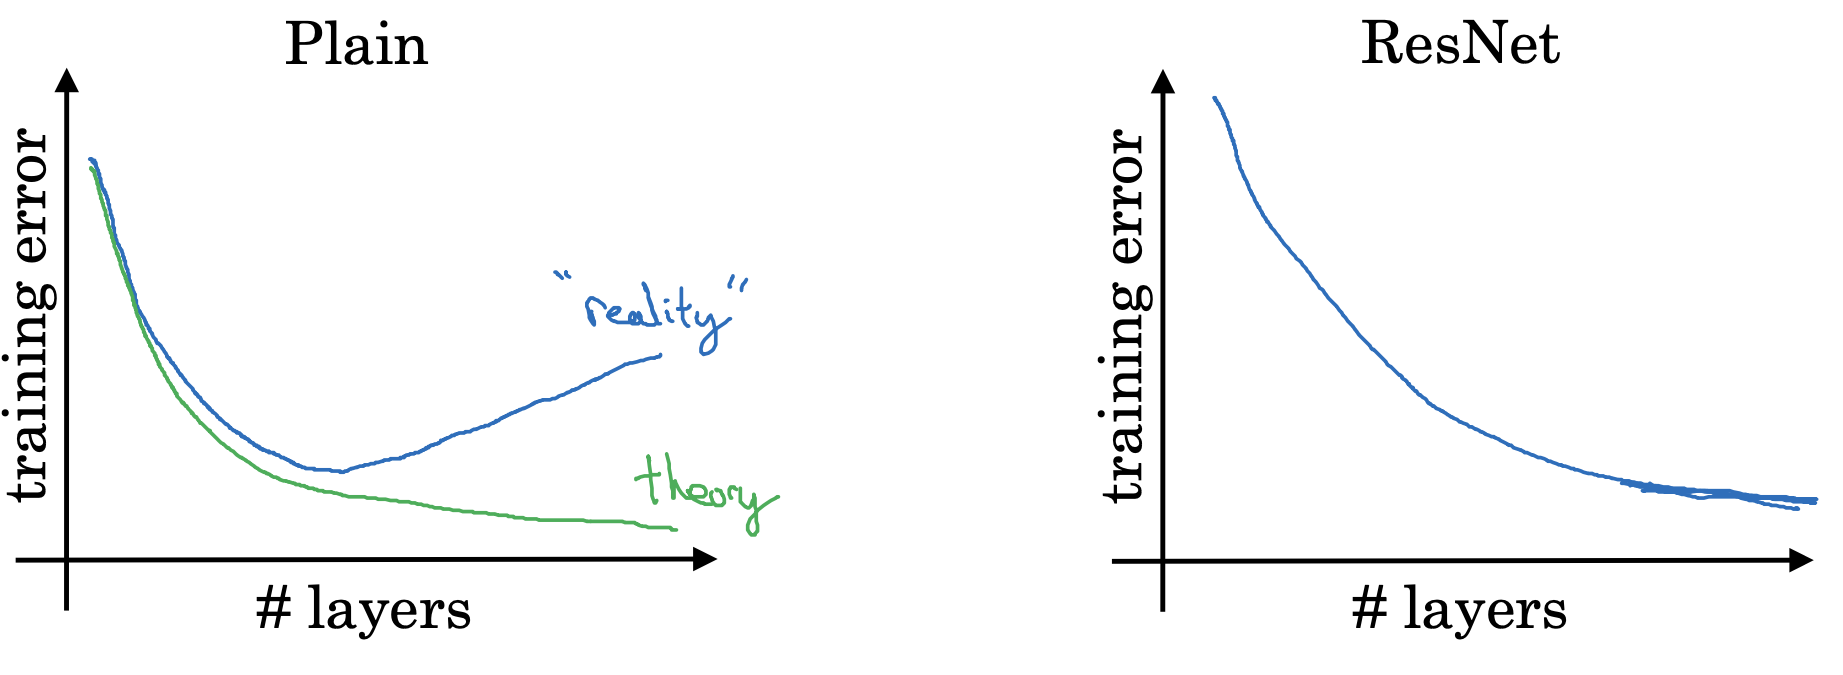 Plain
training error
"reality"
theory
# layers
ResNet
training error
# layers